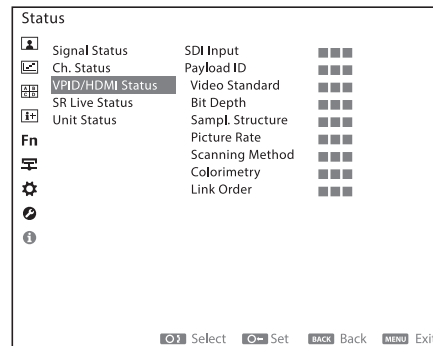 Status
Signal Status
Ch. Status
VPID/HDMI Status
SR Live Status
Unit Status
Fn
SDI Input ■■■
Payload ID ■■■
Video Standard ■■■
Bit Depth ■■■
Sampl. Structure ■■■
Picture Rate ■■■
Scanning Method ■■■
Colorimetry ■■■
Link Order ■■■
Select Set BACK Back MENU Exit